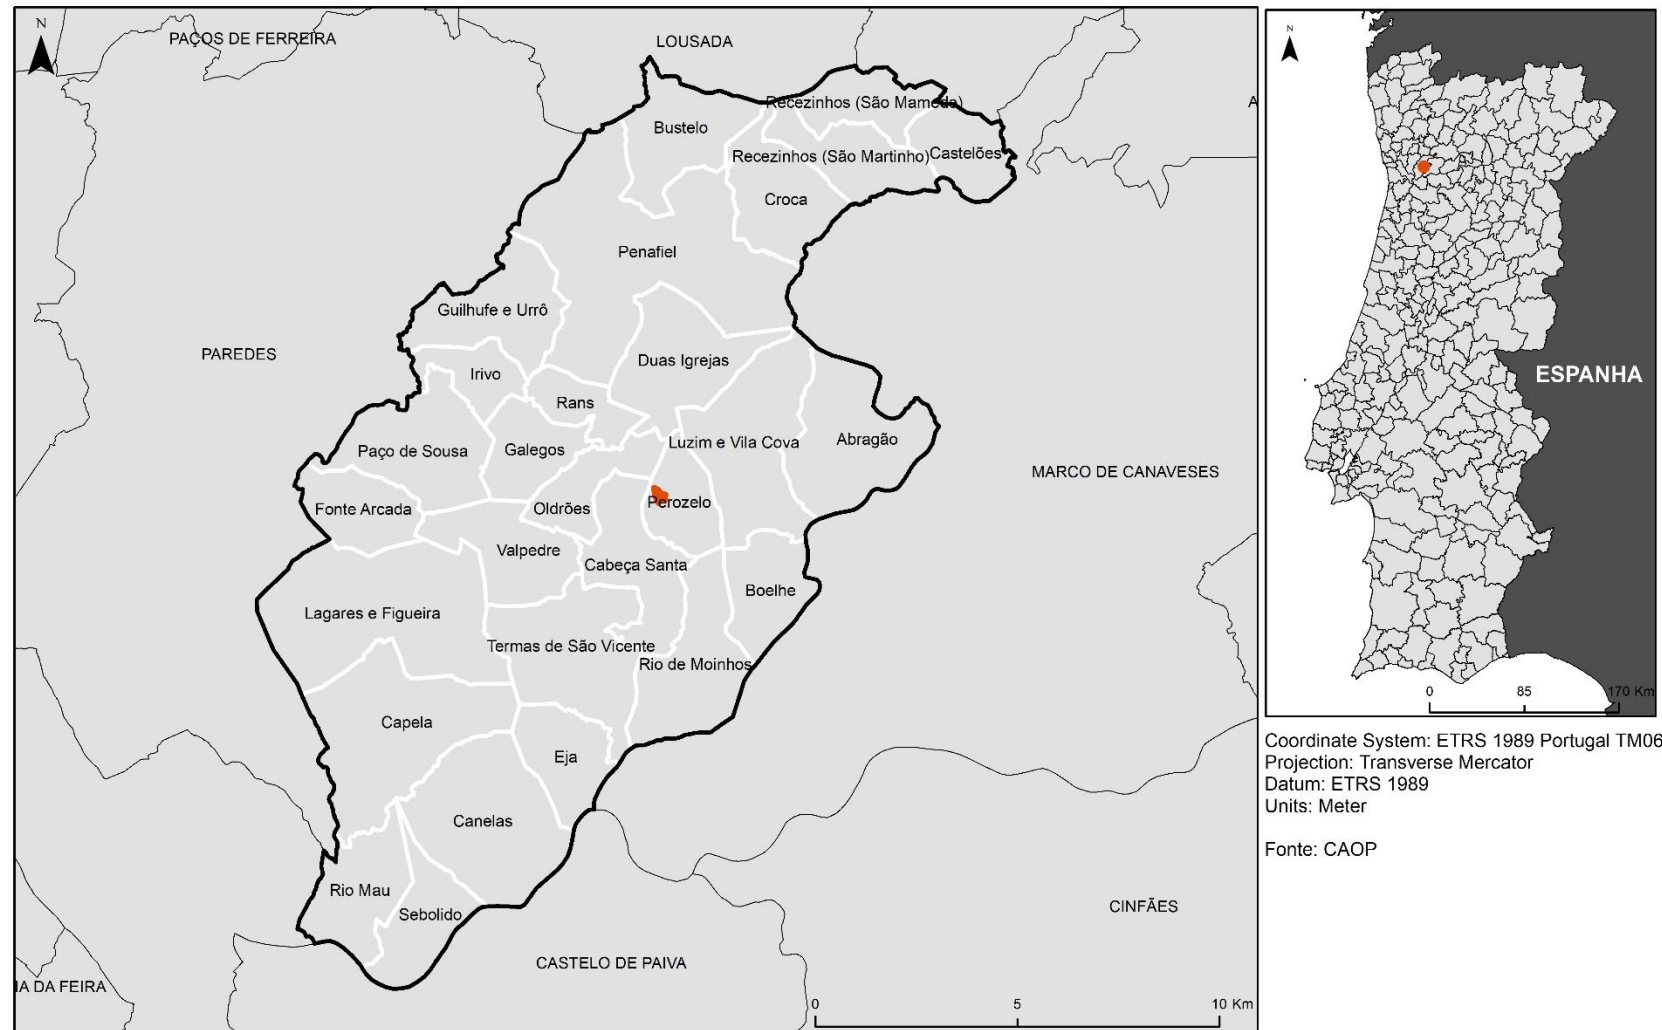 N
PAÇOS DE FERREIRA
LOUSADA
A
Recezinhos (São Mamede)
Bustelo
Recezinhos (São Martinho)
Castelões
Croca
Penafiel
Guilhufe e Urrô
PAREDES
Duas Igrejas
Irivo
Rans
Luzim e Vila Cova
Abragão
Paço de Sousa
Galegos
MARCO DE CANAVESES
Fonte Arcada
Oldrões
Perozelo
Valpedre
Cabeça Santa
Boelhe
Lagares e Figueira
Termas de São Vicente
Rio de Moinhos
Capela
Eja
Canelas
Rio Mau
Sebolido
CINFÃES
CASTELO DE PAIVA
IA DA FEIRA
0 5 10 Km
N
ESPANHA
0 85 170 Km
Coordinate System: ETRS 1989 Portugal TM06
Projection: Transverse Mercator
Datum: ETRS 1989
Units: Meter
Fonte: CAOP